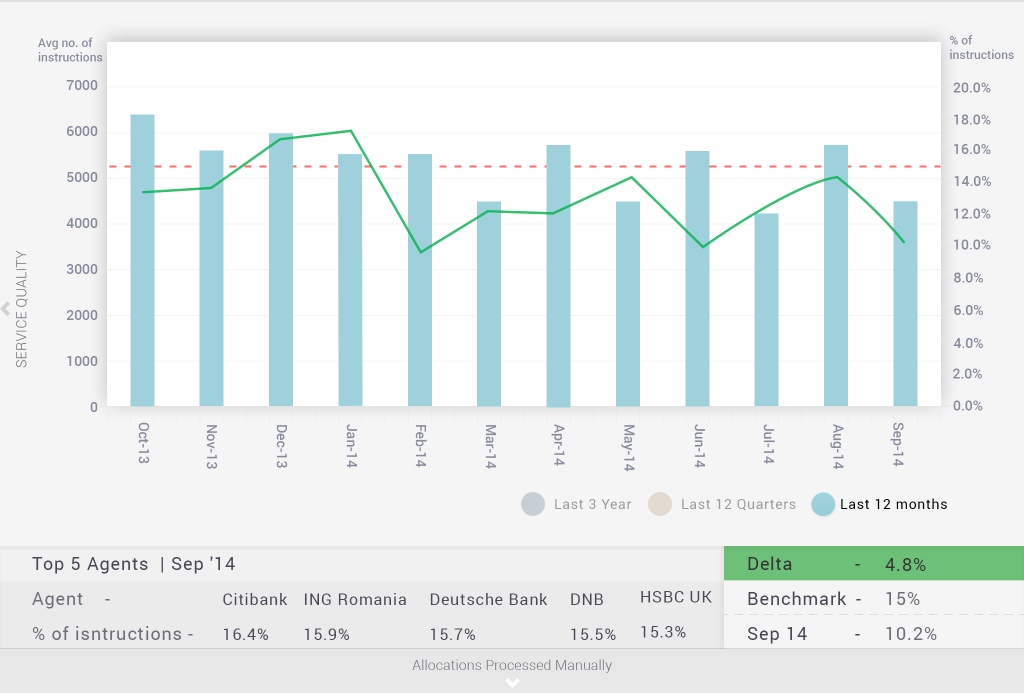 Avg no. of
instructions
% of
instructions
7000
6000
5000
4000
3000
2000
1000
0
20.0%
18.0%
16.0%
14.0%
12.0%
10.0%
8.0%
6.0%
4.0%
2.0%
0.0%
SERVICE QUALITY
Oct-13
Nov-13
Dec-13
Jan-14
Feb-14
Mar-14
Apr-14
May-14
Jun-14
Jul-14
Aug-14
Sep-14
Last 3 Year
Last 12 Quarters
Last 12 months
Top 5 Agents | Sep '14
Agent - Citibank ING Romania Deutsche Bank DNB HSBC UK
% of isntructions - 16.4% 15.9% 15.7% 15.5% 15.3%
Delta - 4.8%
Benchmark - 15%
Sep 14 - 10.2%
Allocations Processed Manually